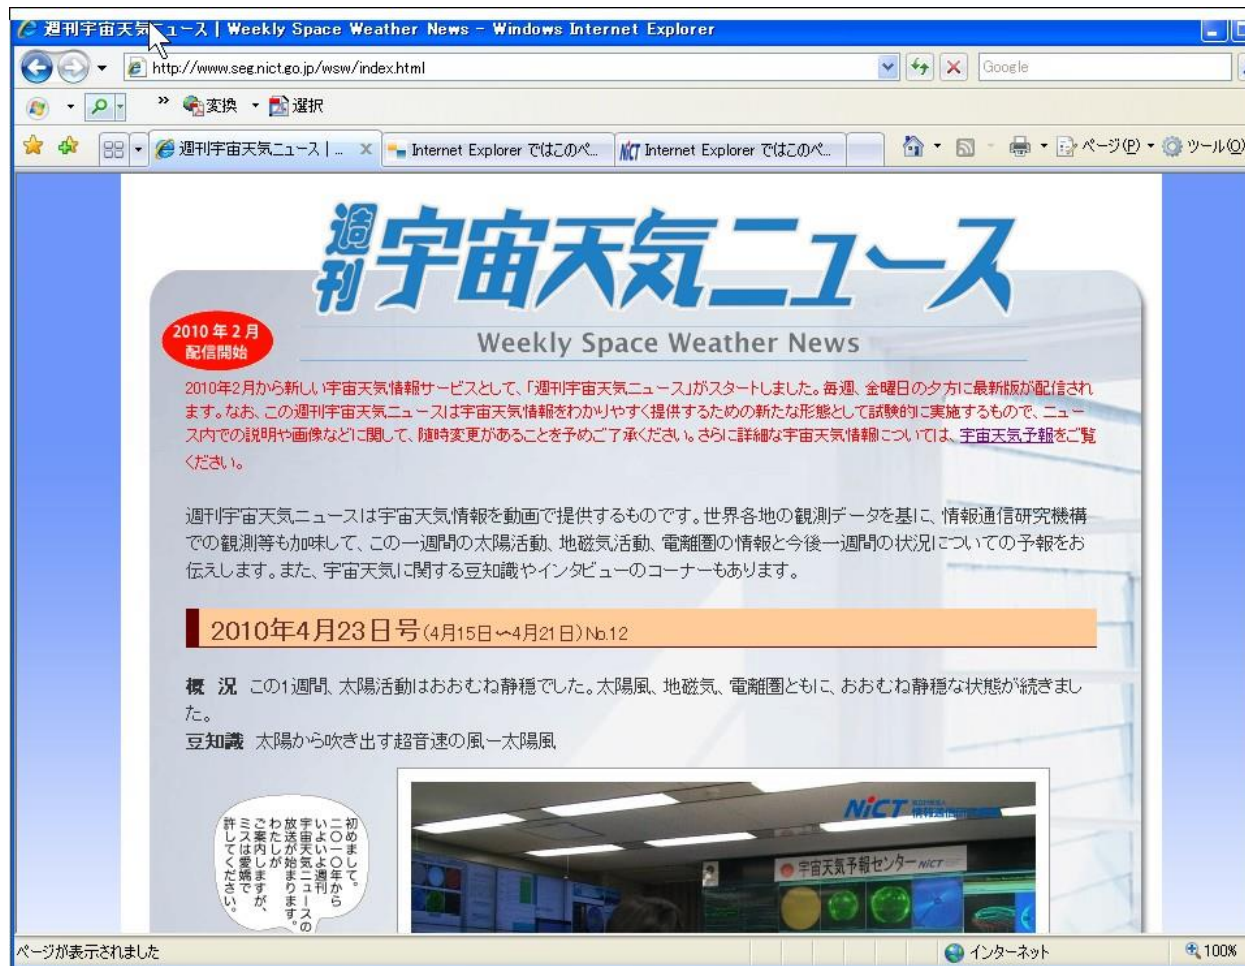 週刊宇宙天気ニュース | Weekly Space Weather News - Windows Internet Explorer
http://www.seg.nict.go.jp/wsw/index.html
Google
» 変換 選択
週刊宇宙天気ニュース | ...
Internet Explorer ではこのペ...
Internet Explorer ではこのペ...
ページ(P)
ツール(O)
週刊宇宙天気ニュース
2010年2月
配信開始
Weekly Space Weather News
2010年2月から新しい宇宙天気情報サービスとして、「週刊宇宙天気ニュース」がスタートしました。毎週、金曜日の夕方に最新版が配信され
ます。なお、この週刊宇宙天気ニュースは宇宙天気情報をわかりやすく提供するための新たな形態として試験的に実施するもので、ニュー
ス内での説明や画像などに関して、随時変更があることを予めご了承ください。さらに詳細な宇宙天気情報については、宇宙天気予報をご覧
ください。
週刊宇宙天気ニュースは宇宙天気情報を動画で提供するものです。世界各地の観測データを基に、情報通信研究機構
での観測等も加味して、この一週間の太陽活動、地磁気活動、電離圏の情報と今後一週間の状況についての予報をお
伝えします。また、宇宙天気に関する豆知識やインタビューのコーナーもあります。
2010年4月23日号(4月15日〜4月21日)No.12
概 況 この1週間、太陽活動はおおむね静穏でした。太陽風、地磁気、電離圏ともに、おおむね静穏な状態が続きまし
た。
豆知識 太陽から吹き出す超音速の風ー太陽風
初めまして。
二〇一〇年から
いよいよ週刊
宇宙天気ニュースの
放送が始まります。
わたしが
ご案内しますが、
ミスは愛嬌で
許してください。
NiCT
宇宙天気予報センター NiCT
ページが表示されました
インターネット
100%